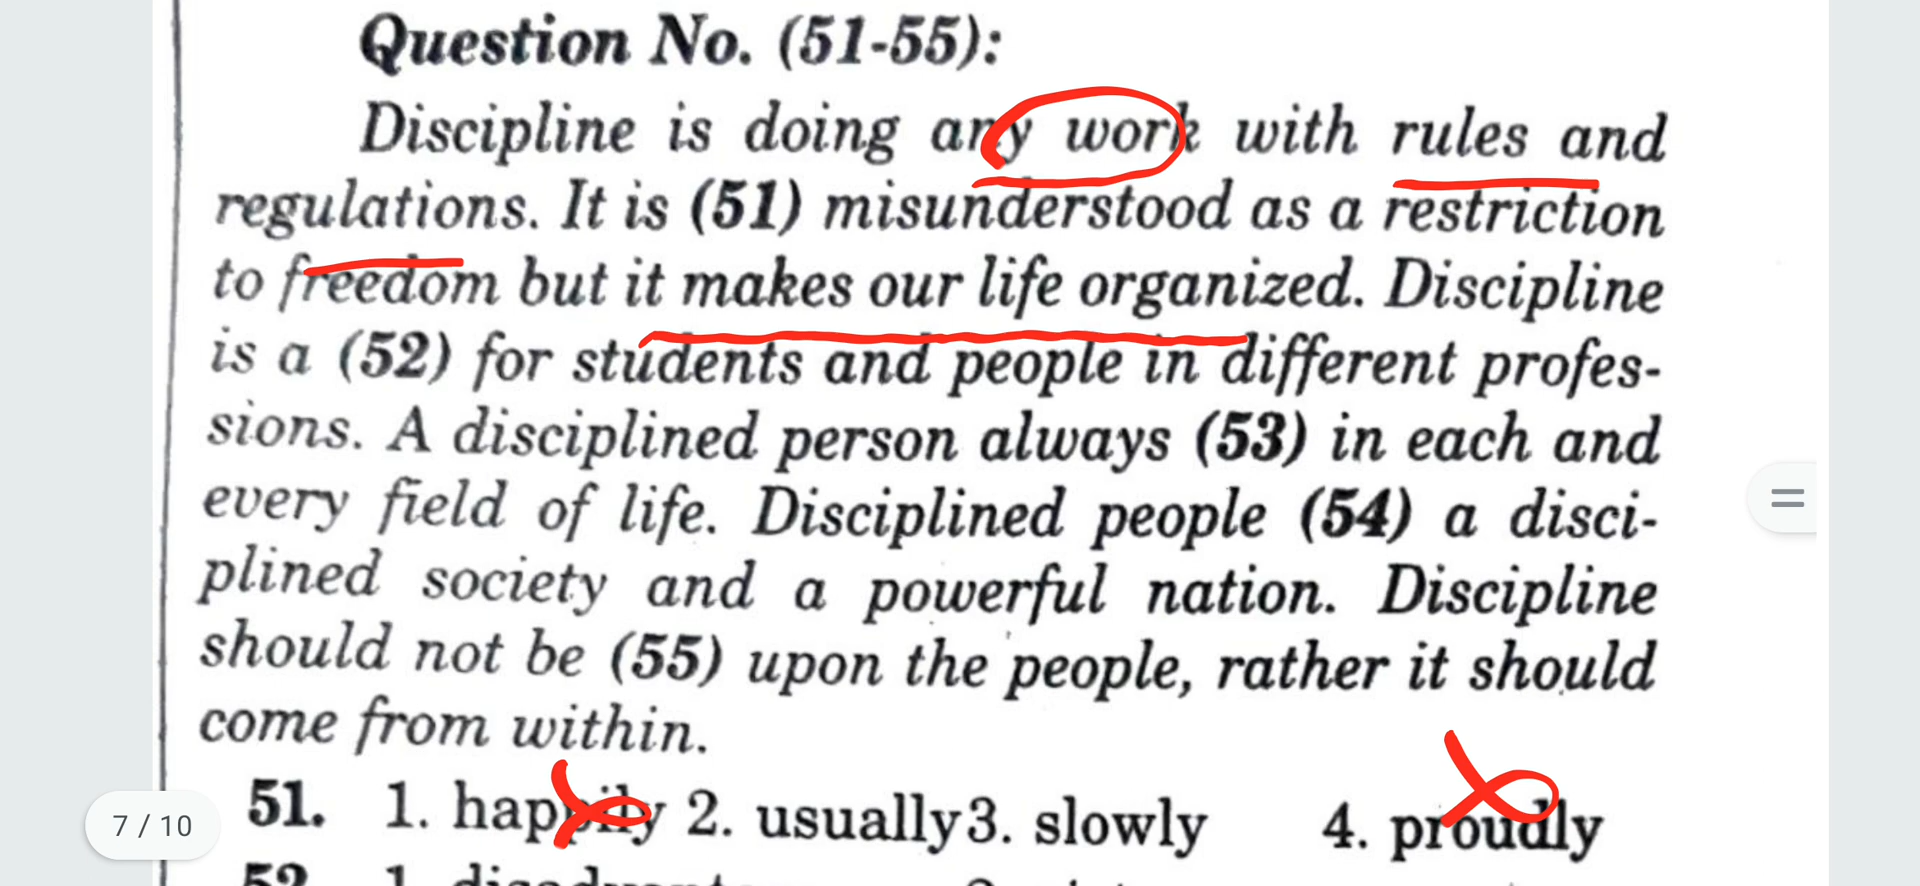 Question No. (51-55):
Discipline is doing any work with rules and
regulations. It is (51) misunderstood as a restriction
to freedom but it makes our life organized. Discipline
is a (52) for students and people in different profes-
sions. A disciplined person always (53) in each and
every field of life. Disciplined people (54) a disci-
plined society and a powerful nation. Discipline
should not be (55) upon the people, rather it should
come from within.
51. 1. happily 2. usually 3. slowly 4. proudly
52. 1.
7 / 10